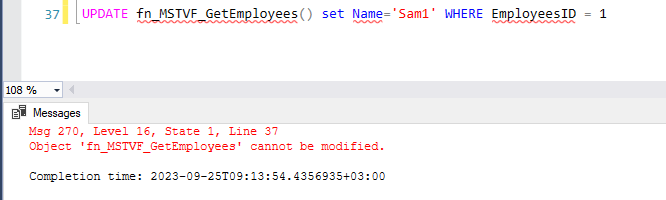 37 UPDATE fn_MSTVF_GetEmployees() set Name='Sam1' WHERE EmployeesID = 1
108 %
Messages
Msg 270, Level 16, State 1, Line 37
Object 'fn_MSTVF_GetEmployees' cannot be modified.
Completion time: 2023-09-25T09:13:54.4356935+03:00